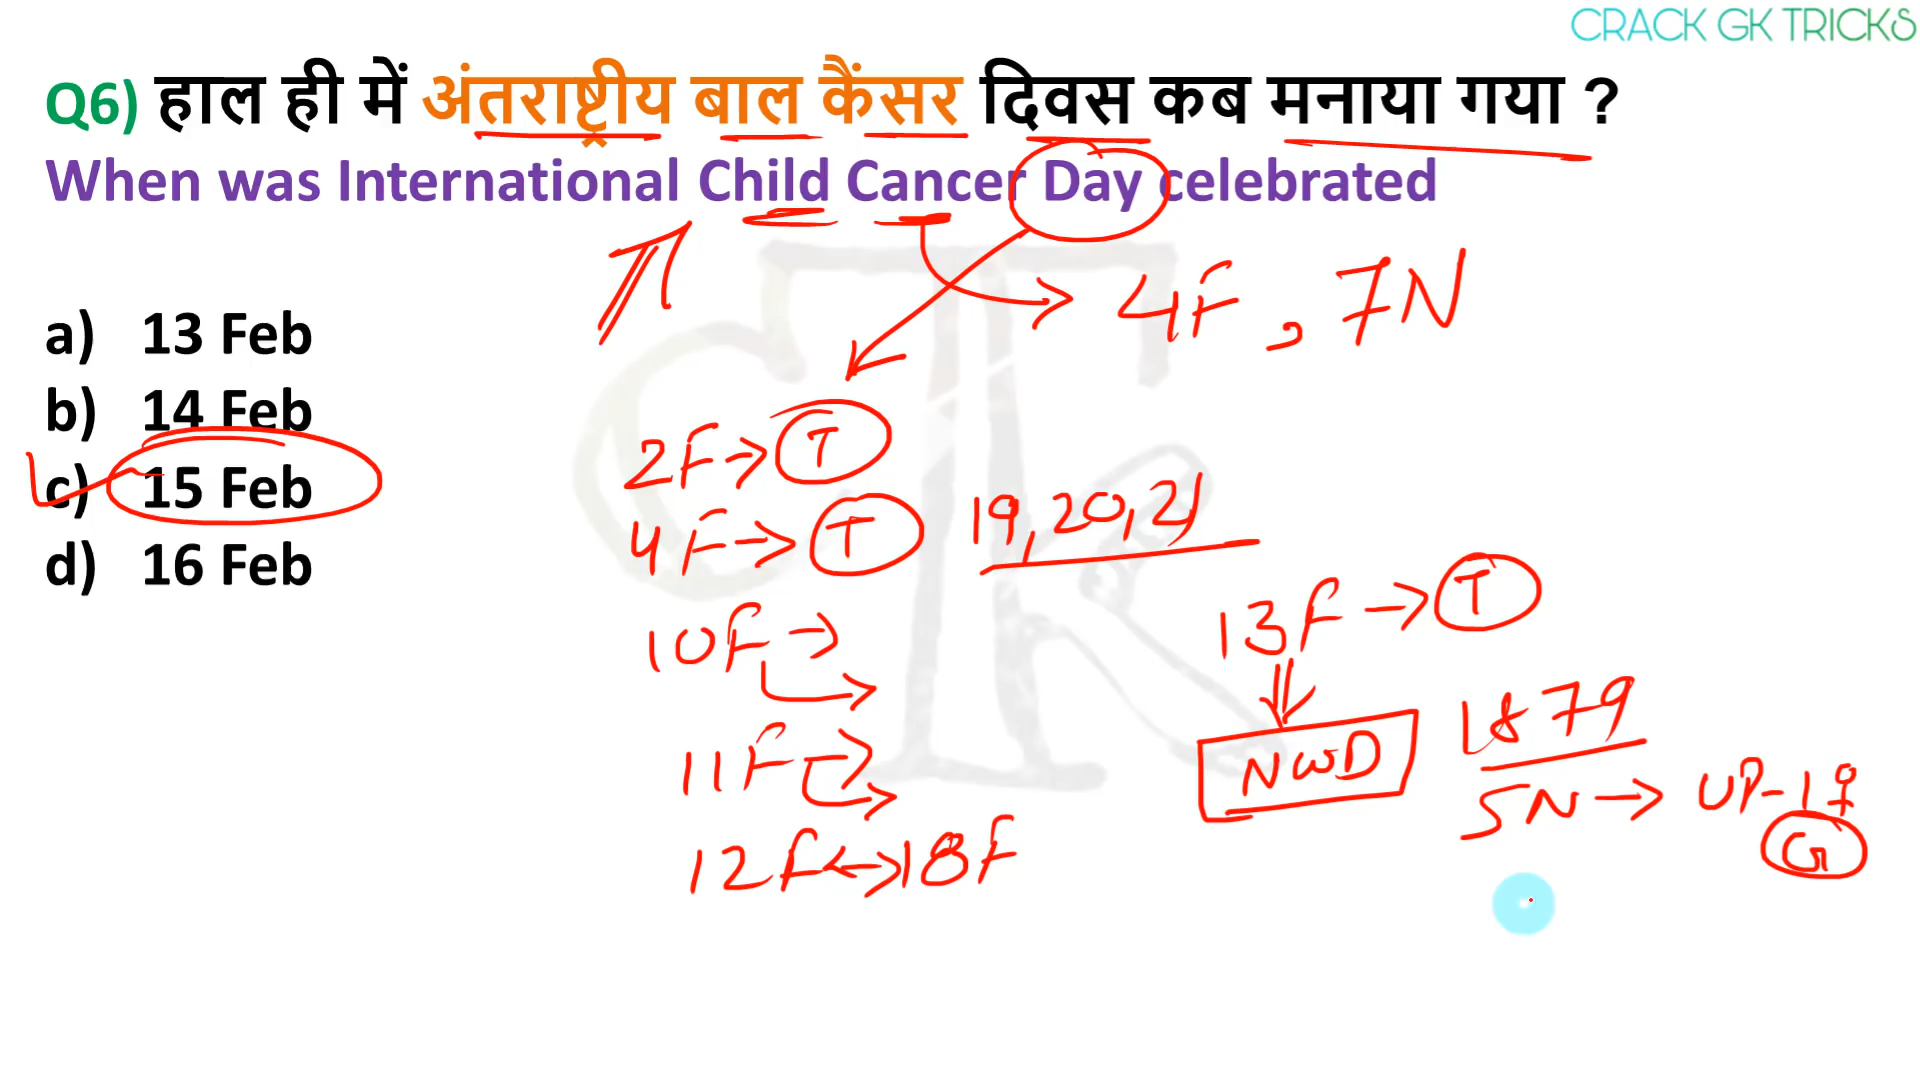 CRACK GK TRICKS
Q6) हाल ही में अंतराष्ट्रीय बाल कैंसर दिवस कब मनाया गया ?
When was International Child Cancer Day celebrated
4F, 7N
a) 13 Feb
b) 14 Feb
c) 15 Feb
d) 16 Feb
2F→ T
4F→ T 19, 20, 21
10F→
11F→
12F↔18F
13F→ T
NWD
1879
5N→ UP-1
G